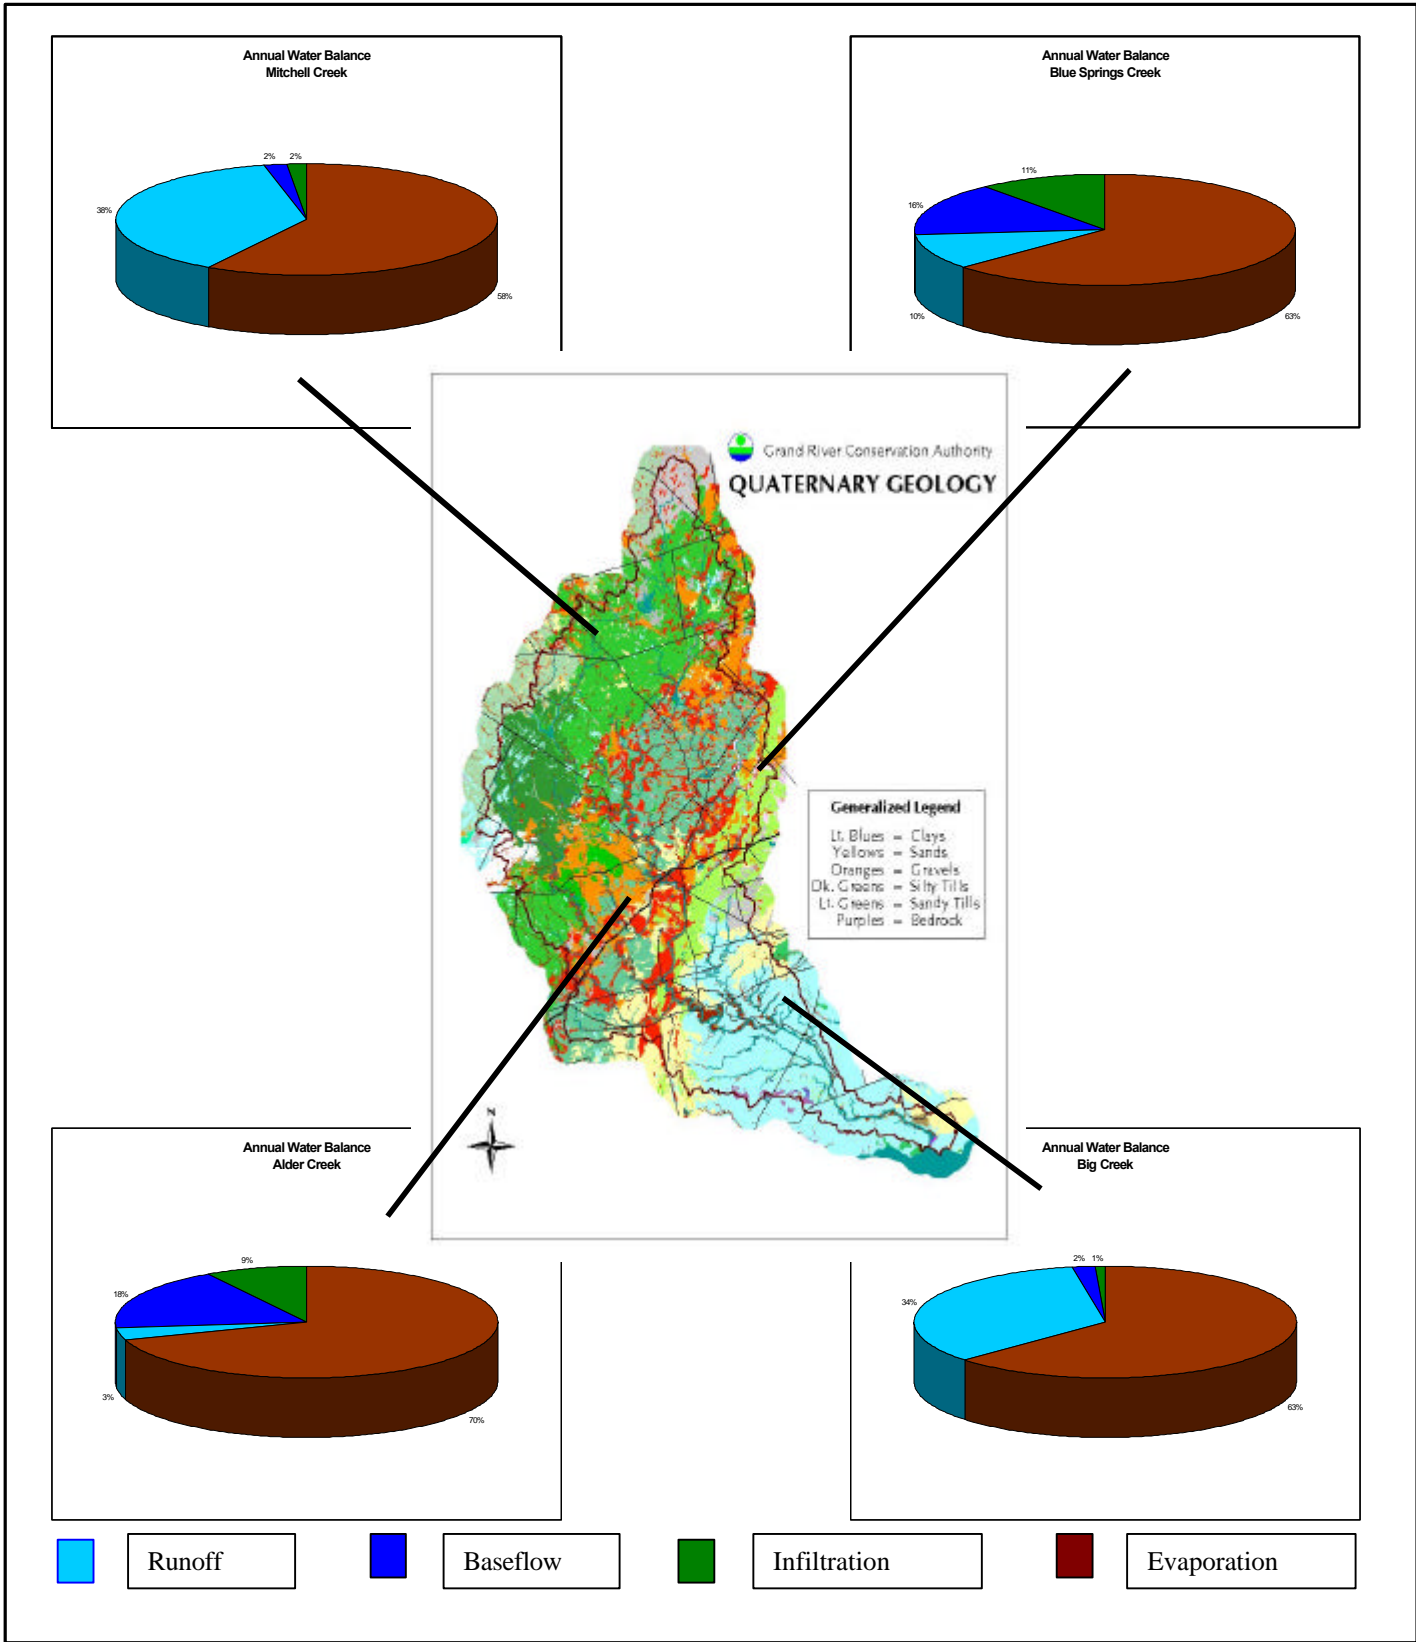 Annual Water Balance
Mitchell Creek
2%
2%
38%
58%
Annual Water Balance
Blue Springs Creek
11%
16%
10%
63%
Grand River Conservation Authority
QUATERNARY GEOLOGY
Generalized Legend
Lt. Blues = Clays
Yellows = Sands
Oranges = Gravels
Dk. Greens = Silty Tills
Lt. Greens = Sandy Tills
Purples = Bedrock
N
Annual Water Balance
Alder Creek
9%
18%
3%
70%
Annual Water Balance
Big Creek
2%
1%
34%
63%
Runoff
Baseflow
Infiltration
Evaporation